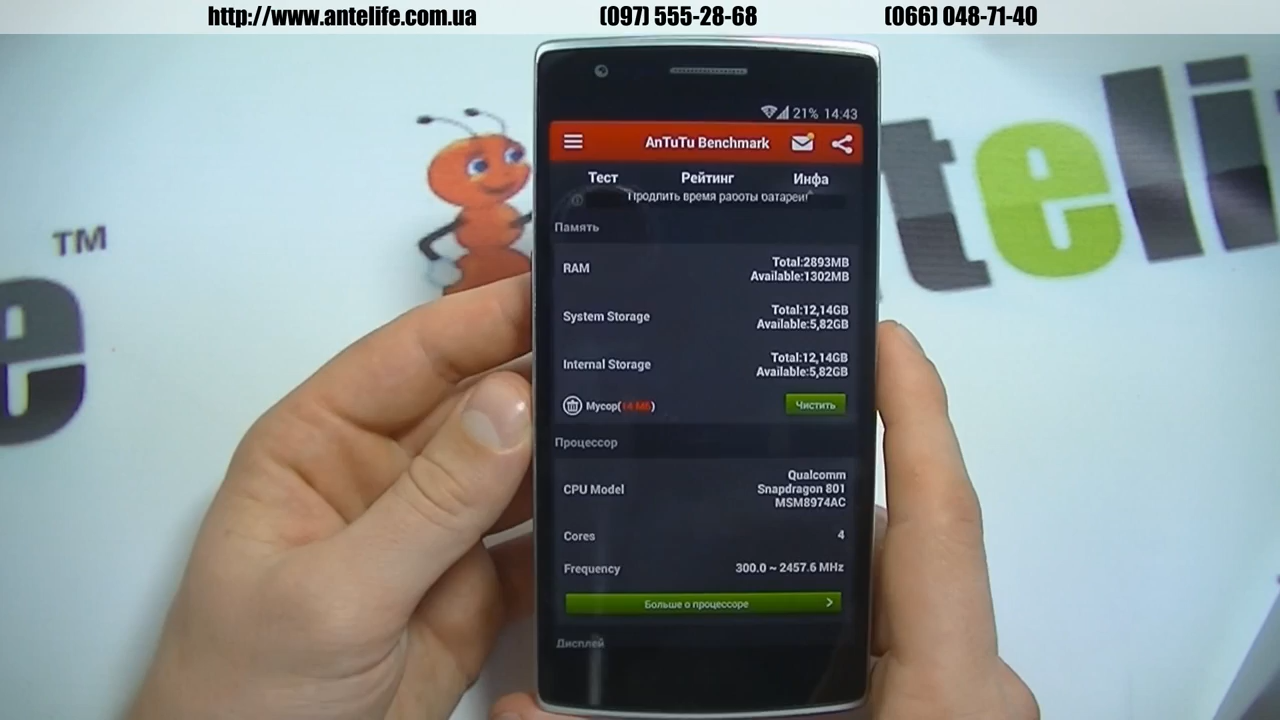 http://www.antelife.com.ua (097) 555-28-68 (066) 048-71-40
21% 14:43
AnTuTu Benchmark
Тест Рейтинг Инфа
Продлить время работы батареи!
Память
RAM Total:2893MB
Available:1302MB
System Storage Total:12,14GB
Available:5,82GB
Internal Storage Total:12,14GB
Available:5,82GB
Мусор(14 МБ) Чистить
Процессор
CPU Model Qualcomm
Snapdragon 801
MSM8974AC
Cores 4
Frequency 300.0 ~ 2457.6 MHz
Больше о процессоре
Дисплей
TM
e
teli